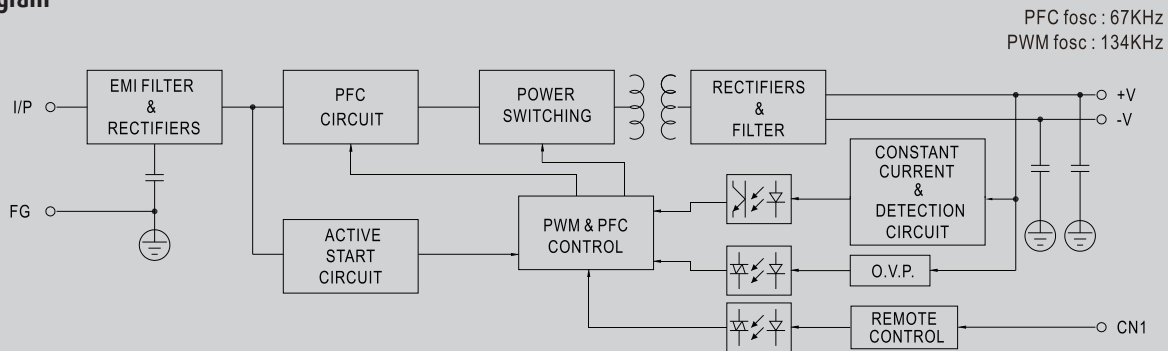 PFC fosc : 67KHz
PWM fosc : 134KHz
I/P
EMI FILTER
&
RECTIFIERS
PFC
CIRCUIT
POWER
SWITCHING
RECTIFIERS
&
FILTER
+V
-V
CONSTANT
CURRENT
&
DETECTION
CIRCUIT
FG
ACTIVE
START
CIRCUIT
PWM & PFC
CONTROL
O.V.P.
REMOTE
CONTROL
CN1